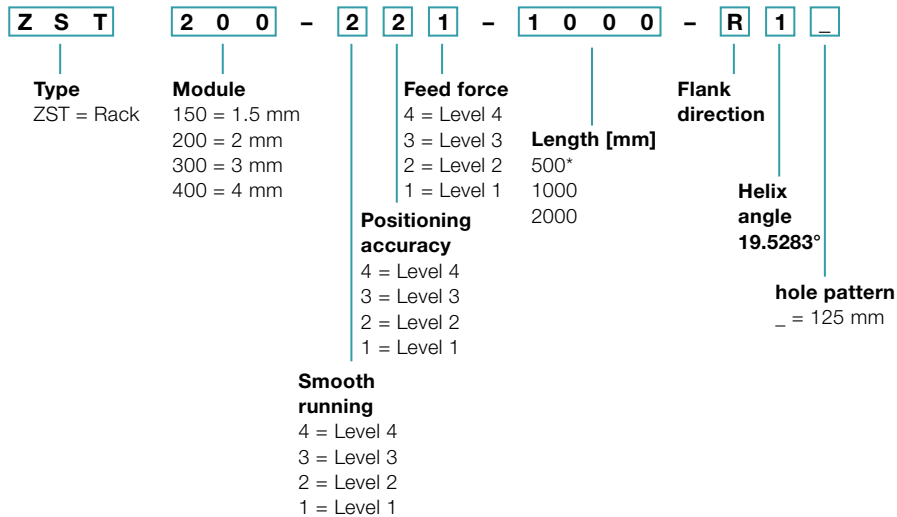 Z S T 2 0 0 – 2 2 1 – 1 0 0 0 – R 1 _
Type
ZST = Rack
Module
150 = 1.5 mm
200 = 2 mm
300 = 3 mm
400 = 4 mm
Feed force
4 = Level 4
3 = Level 3
2 = Level 2
1 = Level 1
Length [mm]
500*
1000
2000
Flank
direction
Helix
angle
19.5283°
Positioning
accuracy
4 = Level 4
3 = Level 3
2 = Level 2
1 = Level 1
hole pattern
_ = 125 mm
Smooth
running
4 = Level 4
3 = Level 3
2 = Level 2
1 = Level 1